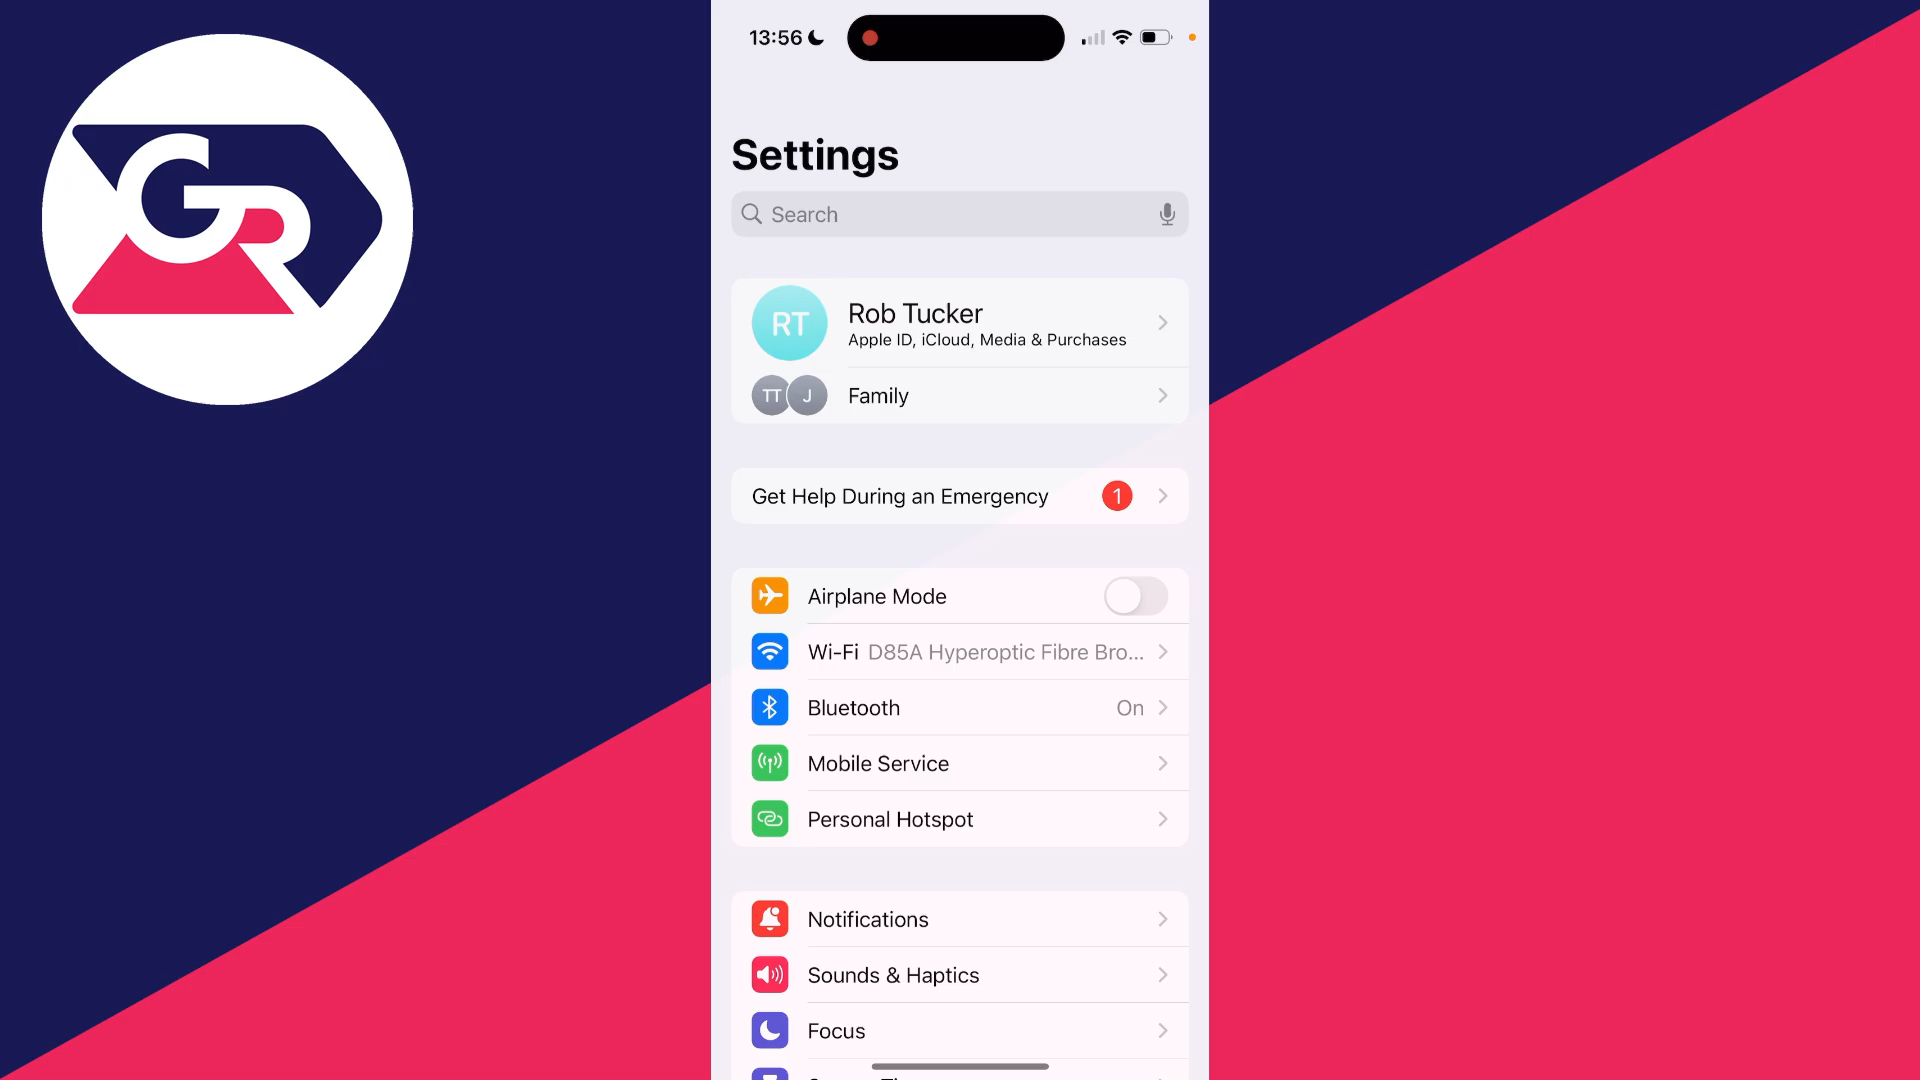 GR
13:56
Settings
Search
RT
Rob Tucker
Apple ID, iCloud, Media & Purchases
TT J
Family
Get Help During an Emergency 1
Airplane Mode
Wi-Fi D85A Hyperoptic Fibre Bro...
Bluetooth On
Mobile Service
Personal Hotspot
Notifications
Sounds & Haptics
Focus